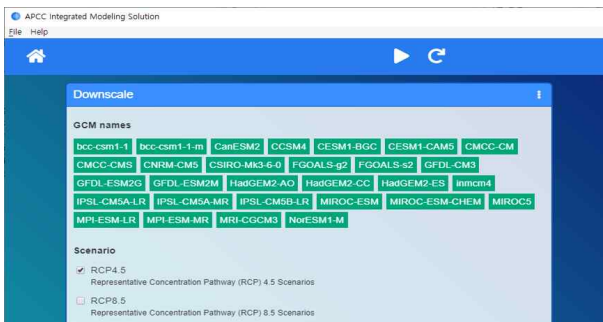 APCC Integrated Modeling Solution
File Help
Downscale
GCM names
bcc-csm1-1 bcc-csm1-1-m CanESM2 CCSM4 CESM1-BGC CESM1-CAM5 CMCC-CM
CMCC-CMS CNRM-CM5 CSIRO-Mk3-6-0 FGOALS-g2 FGOALS-s2 GFDL-CM3
GFDL-ESM2G GFDL-ESM2M HadGEM2-AO HadGEM2-CC HadGEM2-ES inmcm4
IPSL-CM5A-LR IPSL-CM5A-MR IPSL-CM5B-LR MIROC-ESM MIROC-ESM-CHEM MIROC5
MPI-ESM-LR MPI-ESM-MR MRI-CGCM3 NorESM1-M
Scenario
RCP4.5
Representative Concentration Pathway (RCP) 4.5 Scenarios
RCP8.5
Representative Concentration Pathway (RCP) 8.5 Scenarios